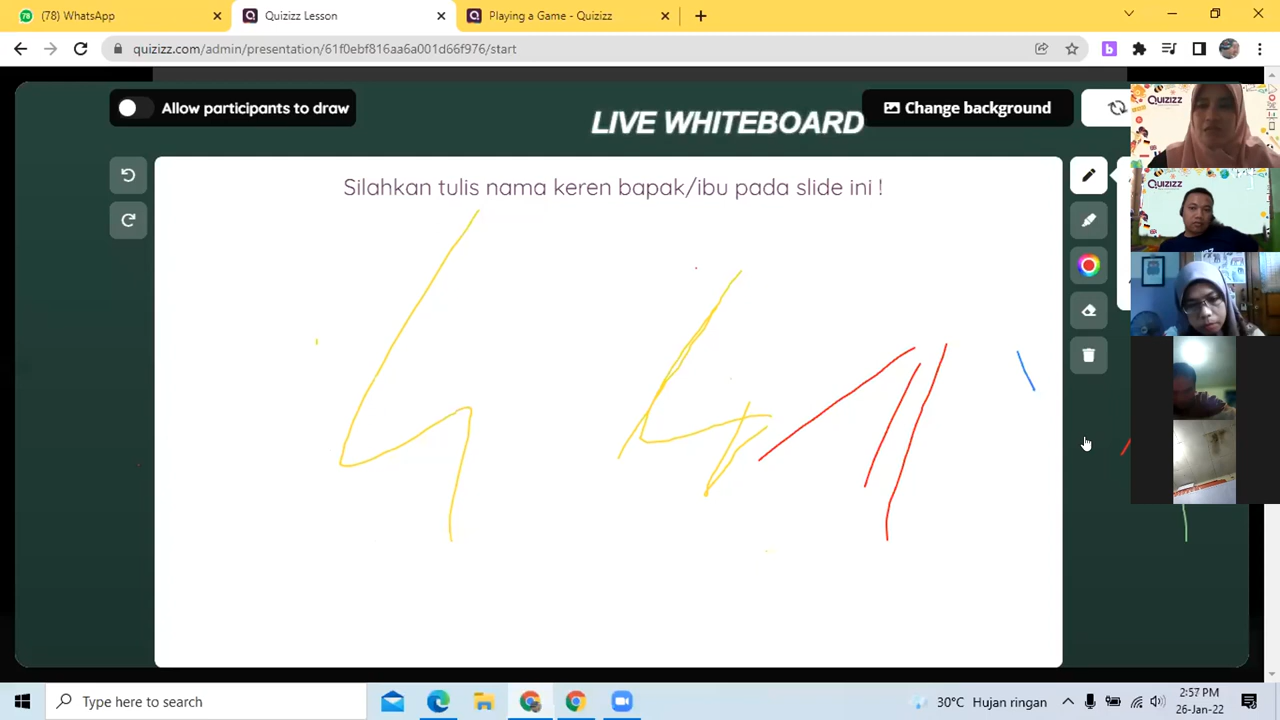 (78) WhatsApp
Quizizz Lesson
Playing a Game - Quizizz
quizizz.com/admin/presentation/61f0ebf816aa6a001d66f976/start
Allow participants to draw
LIVE WHITEBOARD
Change background
Silahkan tulis nama keren bapak/ibu pada slide ini !
Quizizz
Quizizz
Type here to search
30°C Hujan ringan
2:57 PM
26-Jan-22